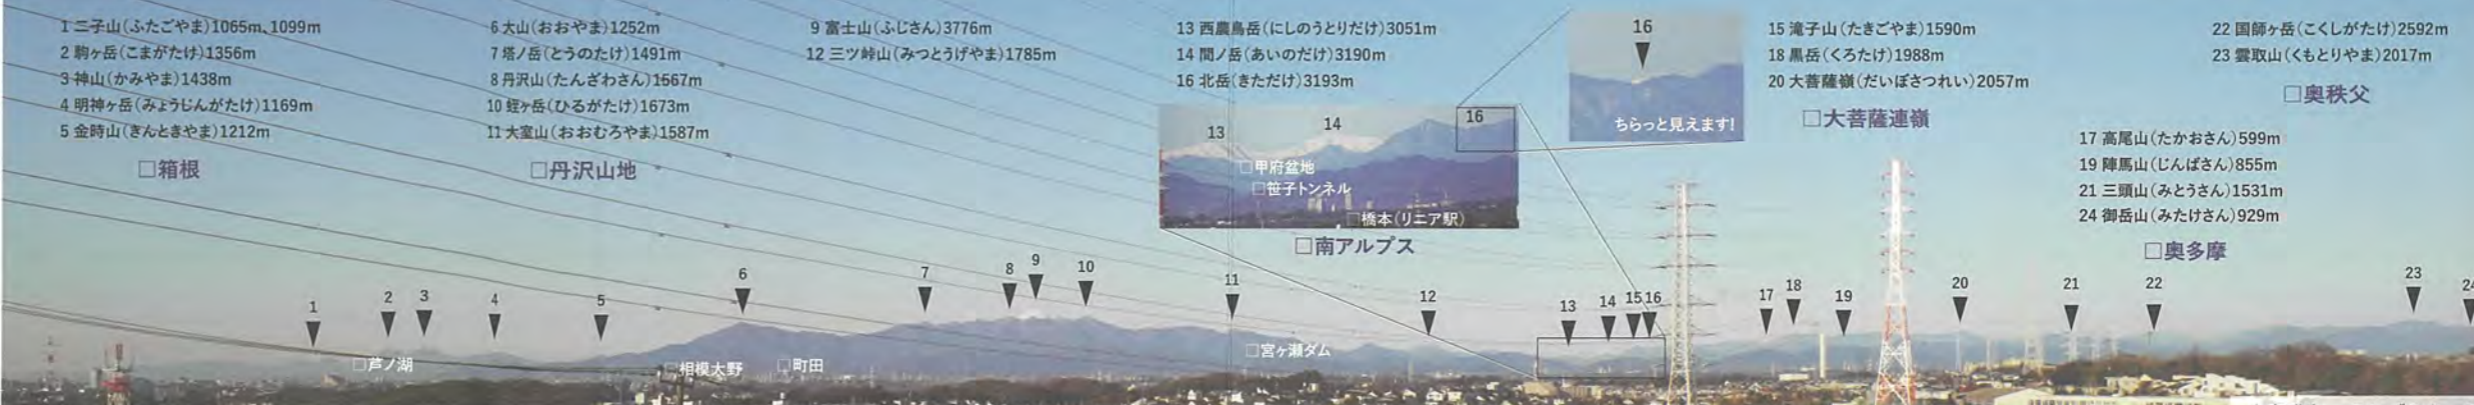 1 二子山(ふたごやま)1065m、1099m
2 駒ヶ岳(こまがたけ)1356m
3 神山(かみやま)1438m
4 明神ヶ岳(みょうじんがたけ)1169m
5 金時山(きんときやま)1212m
□箱根
6 大山(おおやま)1252m
7 塔ノ岳(とうのたけ)1491m
8 丹沢山(たんざわさん)1567m
10 蛭ヶ岳(ひるがたけ)1673m
11 大室山(おおむろやま)1587m
□丹沢山地
9 富士山(ふじさん)3776m
12 三ツ峠山(みつとうげやま)1785m
13 西農鳥岳(にしのうとりだけ)3051m
14 間ノ岳(あいのだけ)3190m
16 北岳(きただけ)3193m
13
14
16
□甲府盆地
□笹子トンネル
□橋本(リニア駅)
□南アルプス
16
ちらっと見えます!
15 滝子山(たきごやま)1590m
18 黒岳(くろたけ)1988m
20 大菩薩嶺(だいぼさつれい)2057m
□大菩薩連嶺
22 国師ヶ岳(こくしがたけ)2592m
23 雲取山(くもとりやま)2017m
□奥秩父
17 高尾山(たかおさん)599m
19 陣馬山(じんばさん)855m
21 三頭山(みとうさん)1531m
24 御岳山(みたけさん)929m
□奥多摩
1
2
3
4
5
6
7
8
9
10
11
12
13
14
15
16
17
18
19
20
21
22
23
24
□芦ノ湖
□相模大野
□町田
□宮ヶ瀬ダム